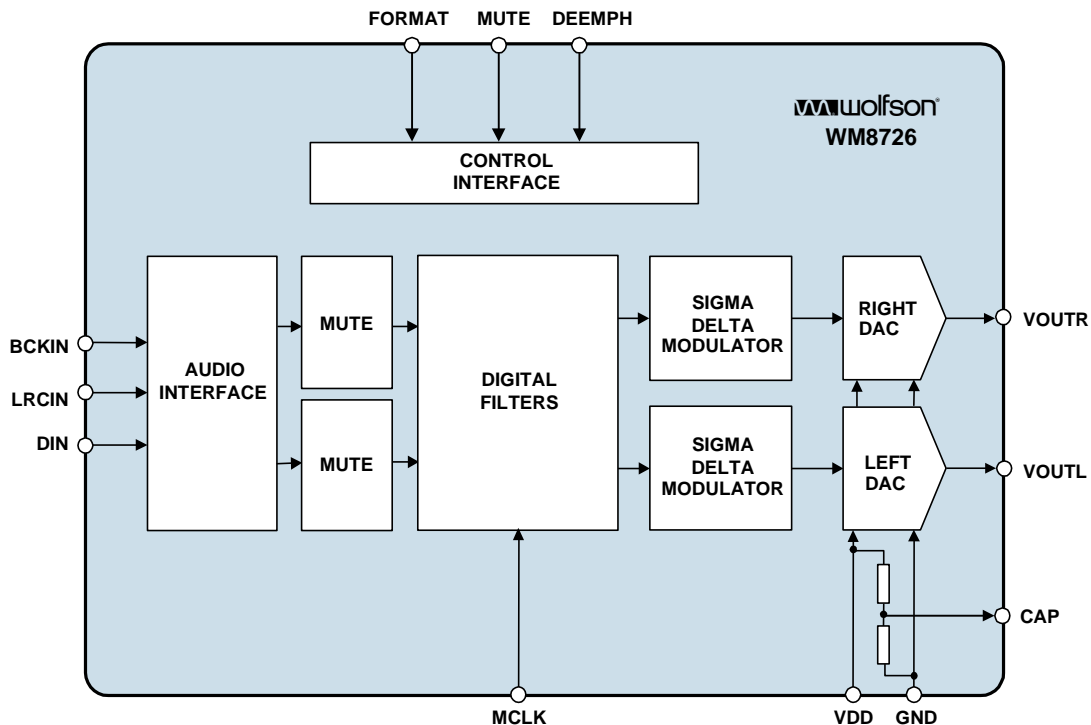 FORMAT MUTE DEEMPH
wolfson®
WM8726
CONTROL
INTERFACE
BCKIN
LRCIN
DIN
AUDIO
INTERFACE
MUTE
MUTE
DIGITAL
FILTERS
SIGMA
DELTA
MODULATOR
SIGMA
DELTA
MODULATOR
RIGHT
DAC
LEFT
DAC
VOUTR
VOUTL
CAP
MCLK VDD GND